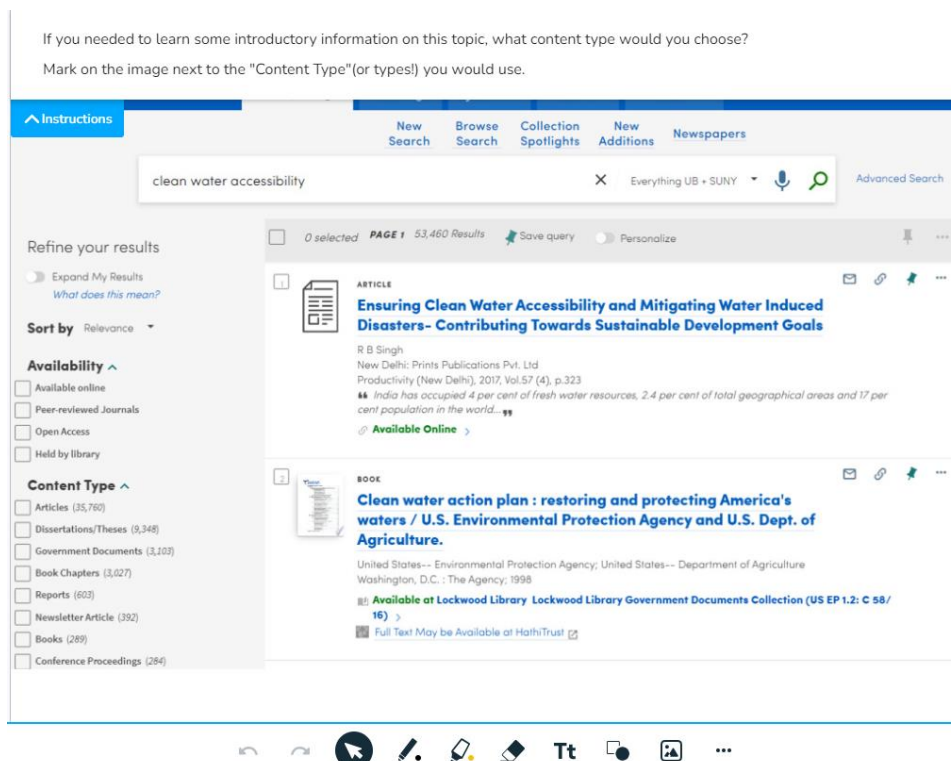 If you needed to learn some introductory information on this topic, what content type would you choose?
Mark on the image next to the "Content Type"(or types!) you would use.
Instructions
New Search
Browse Search
Collection Spotlights
New Additions
Newspapers
clean water accessibility
Everything UB + SUNY
Advanced Search
Refine your results
Expand My Results
What does this mean?
Sort by Relevance
Availability
Available online
Peer-reviewed Journals
Open Access
Held by library
Content Type
Articles (35,760)
Dissertations/Theses (9,348)
Government Documents (3,103)
Book Chapters (3,027)
Reports (603)
Newsletter Article (392)
Books (289)
Conference Proceedings (284)
0 selected PAGE 1 53,460 Results Save query Personalize
1
ARTICLE
Ensuring Clean Water Accessibility and Mitigating Water Induced
Disasters- Contributing Towards Sustainable Development Goals
R B Singh
New Delhi: Prints Publications Pvt. Ltd
Productivity (New Delhi), 2017, Vol.57 (4), p.323
❝ India has occupied 4 per cent of fresh water resources, 2.4 per cent of total geographical areas and 17 per
cent population in the world... ❞
Available Online
2
BOOK
Clean water action plan : restoring and protecting America's
waters / U.S. Environmental Protection Agency and U.S. Dept. of
Agriculture.
United States-- Environmental Protection Agency; United States-- Department of Agriculture
Washington, D.C. : The Agency; 1998
Available at Lockwood Library Lockwood Library Government Documents Collection (US EP 1.2: C 58/
16)
Full Text May be Available at HathiTrust
Tt